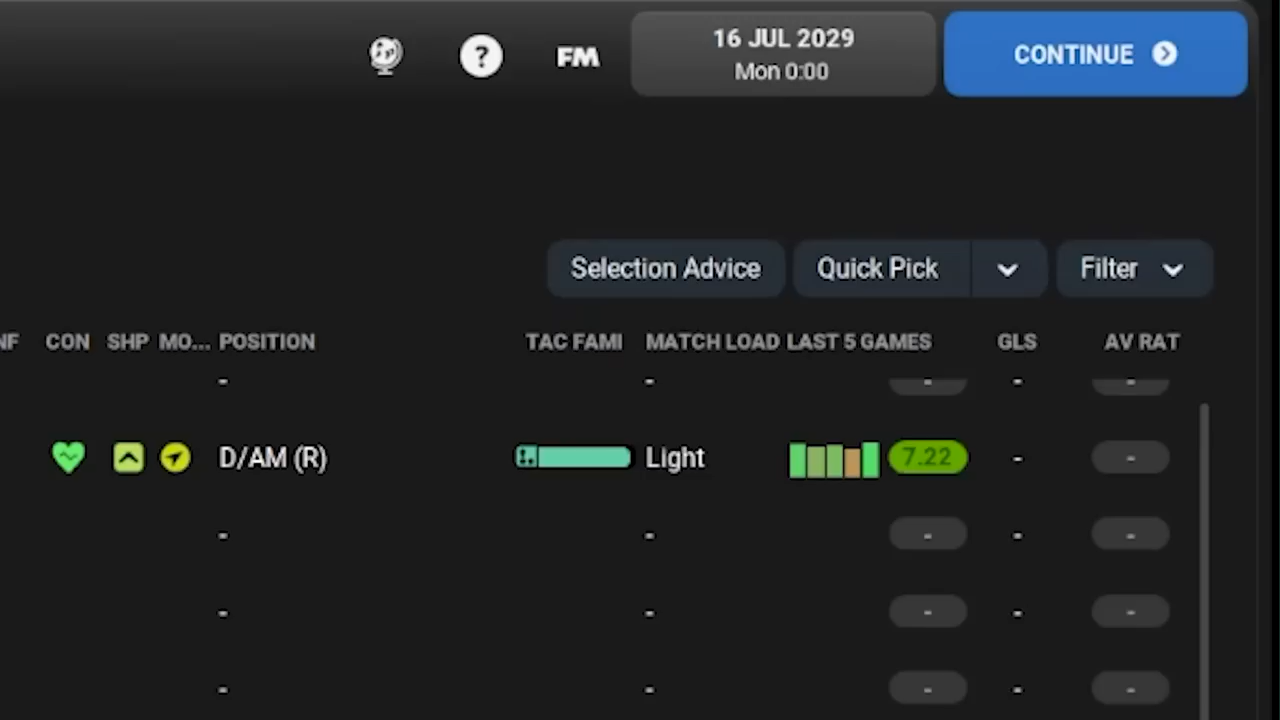 16 JUL 2029
? FM Mon 0:00 CONTINUE
Selection Advice Quick Pick Filter
NF CON SHP MO... POSITION TAC FAMI MATCH LOAD LAST 5 GAMES GLS AV RAT
- - - - -
D/AM (R) Light 7.22 - -
- - - - -
- - - - -
- - - - -